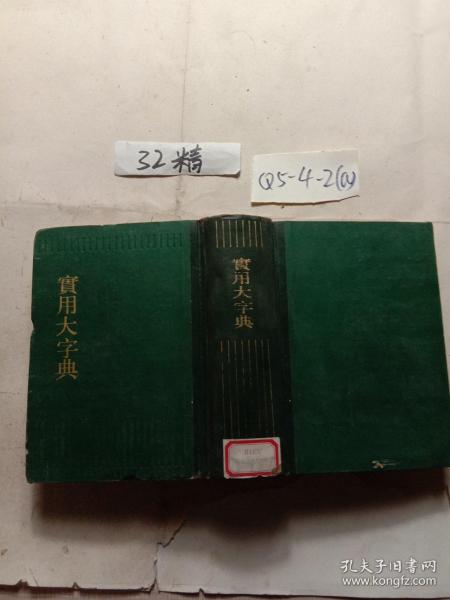 32精
Q5-4-2(a)
實用大字典
實用大字典
孔夫子旧书网
www.kongfz.com